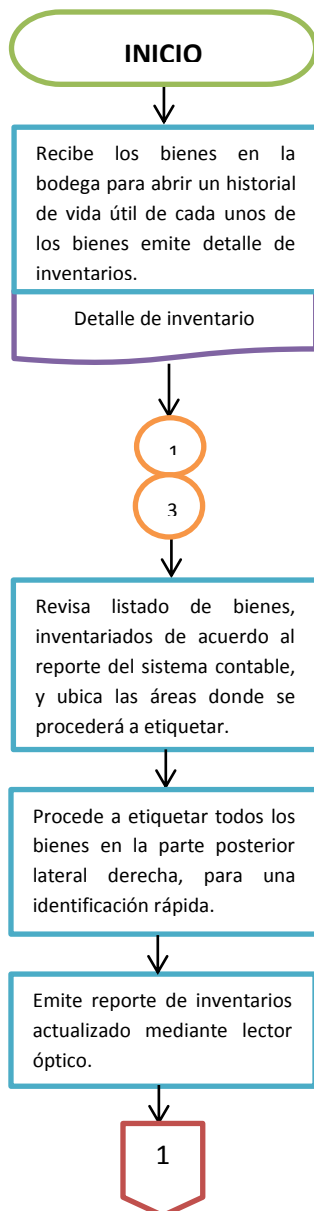 INICIO
Recibe los bienes en la
bodega para abrir un historial
de vida útil de cada unos de
los bienes emite detalle de
inventarios.
Detalle de inventario
1
3
Revisa listado de bienes,
inventariados de acuerdo al
reporte del sistema contable,
y ubica las áreas donde se
procederá a etiquetar.
Procede a etiquetar todos los
bienes en la parte posterior
lateral derecha, para una
identificación rápida.
Emite reporte de inventarios
actualizado mediante lector
óptico.
1